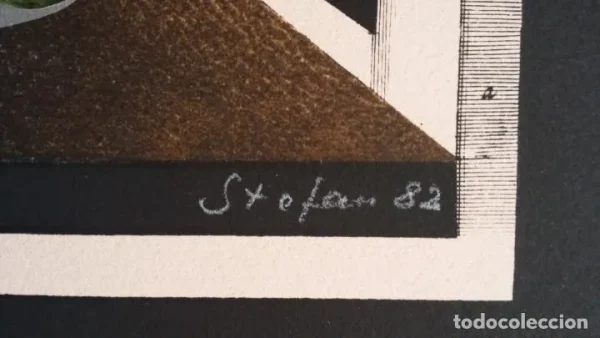 a
Stefan 82
todocoleccion